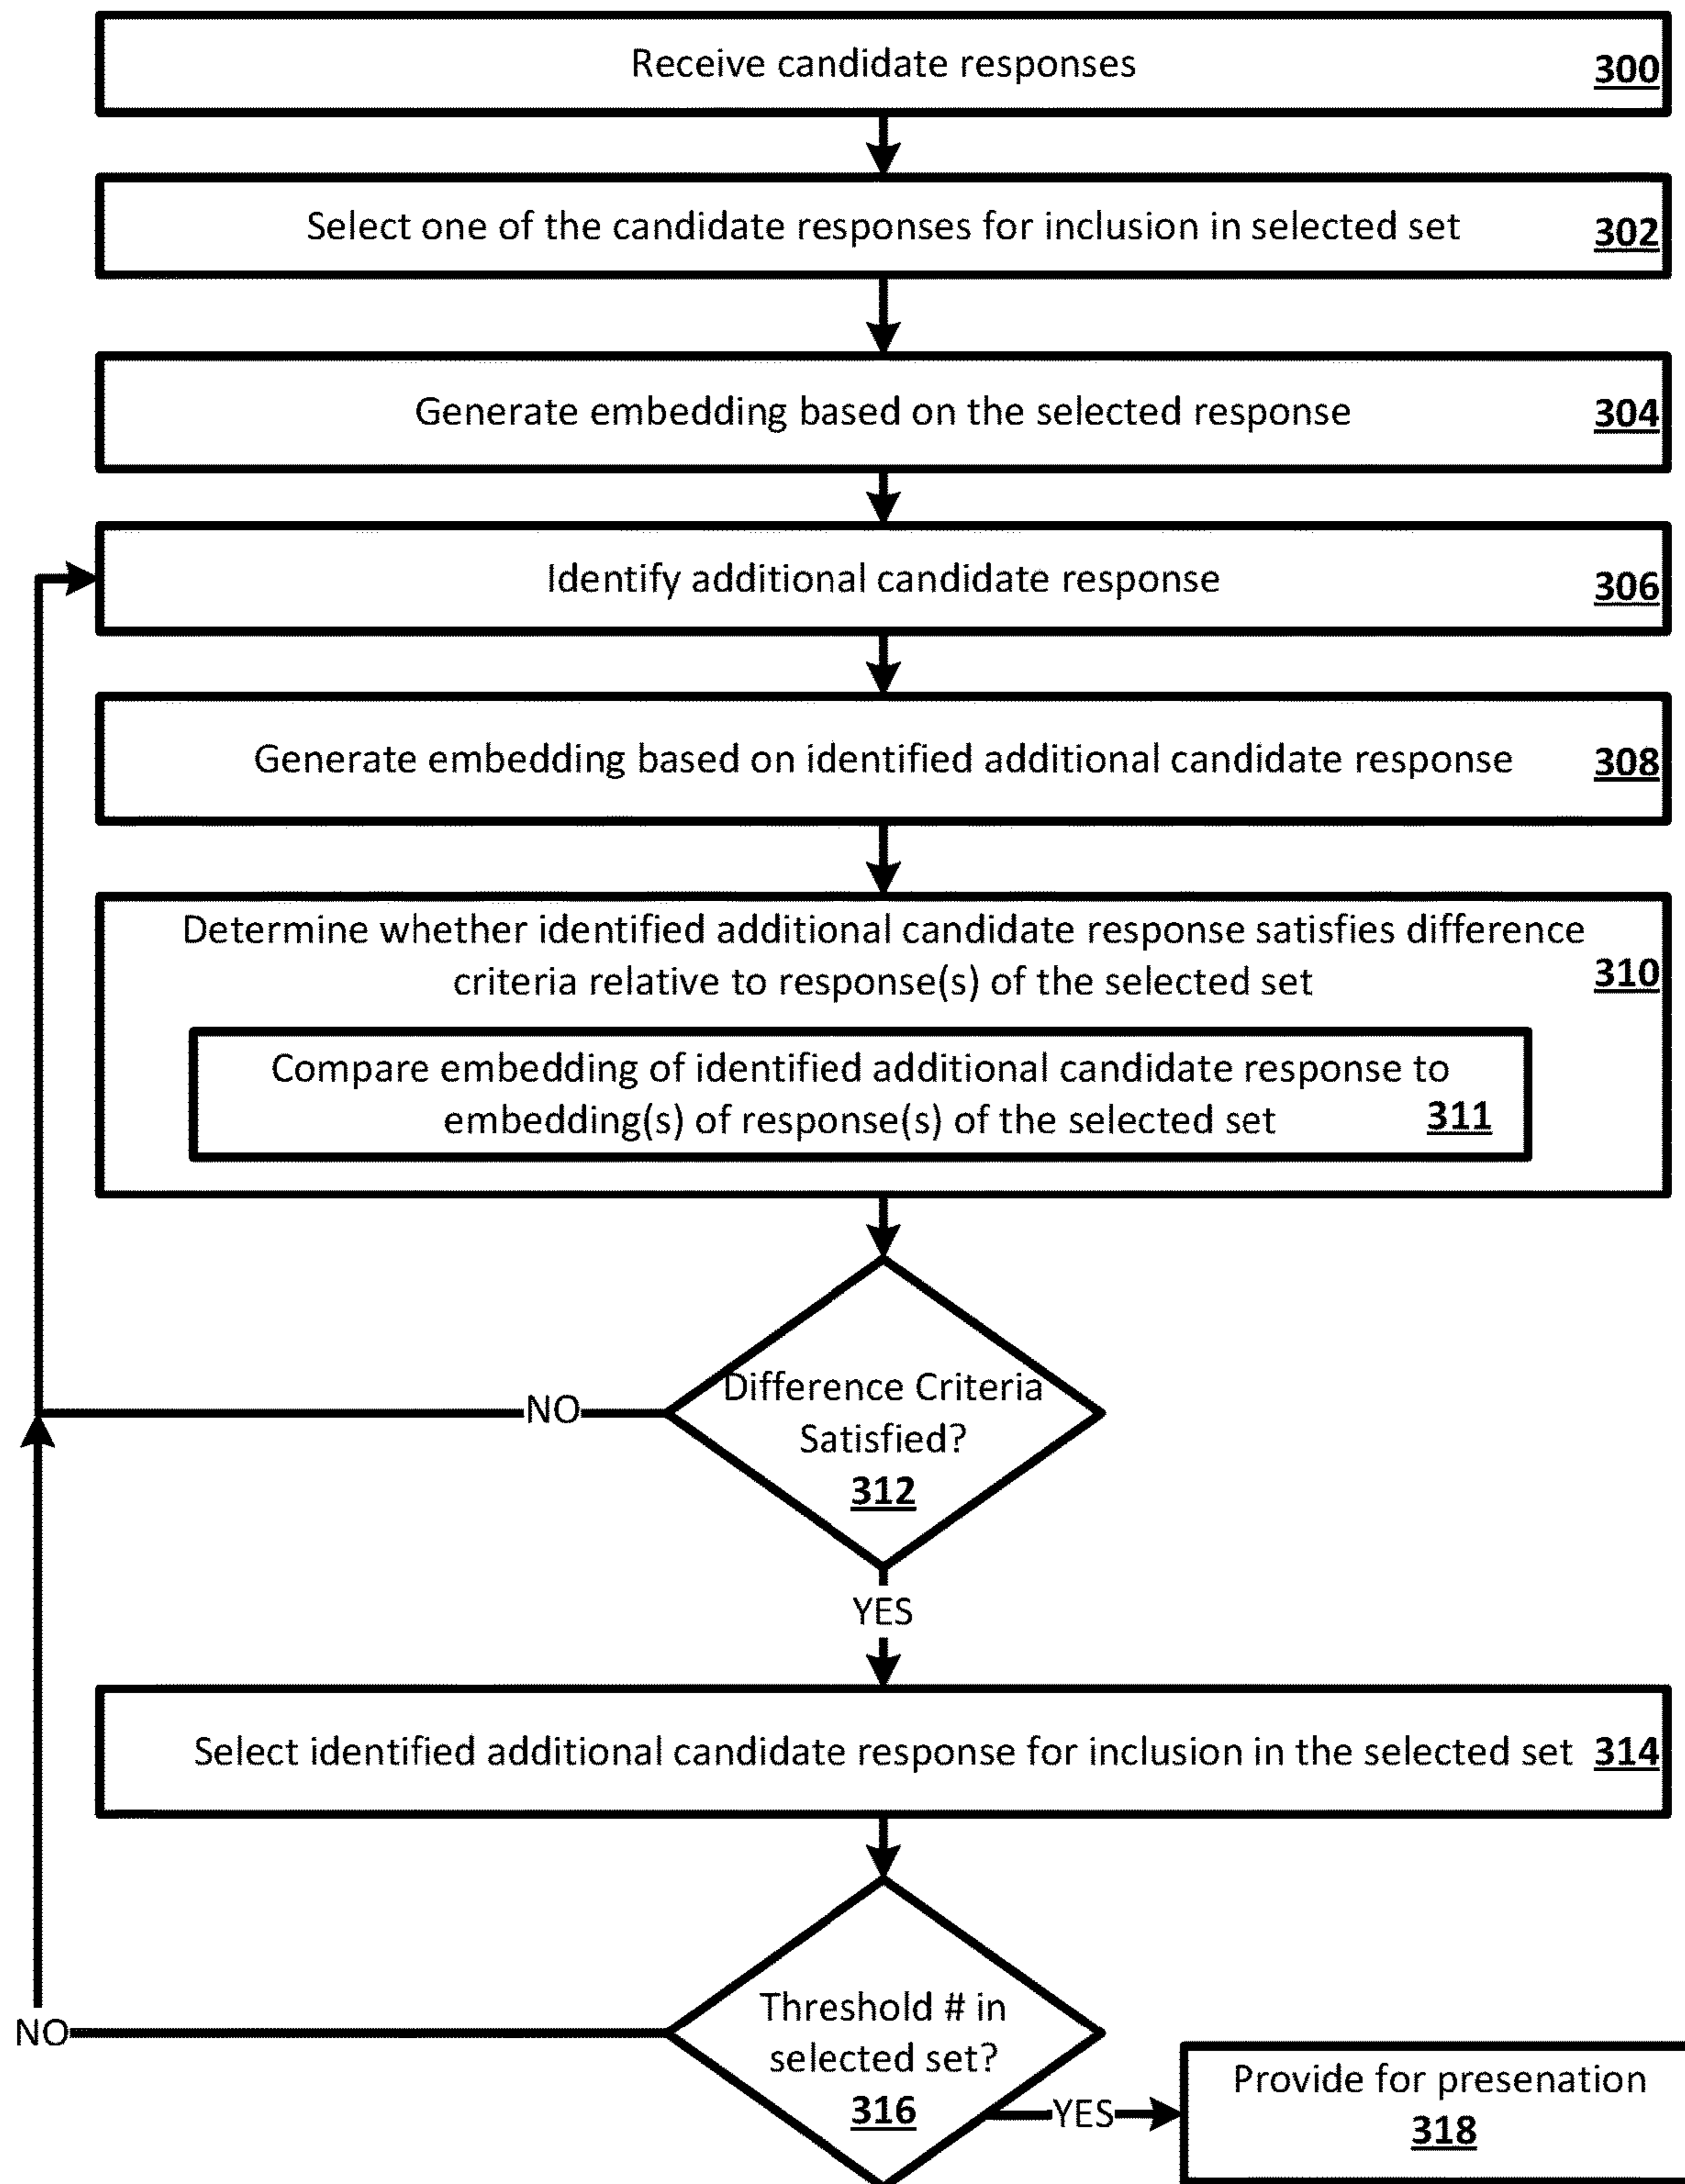 Receive candidate responses 300
Select one of the candidate responses for inclusion in selected set 302
Generate embedding based on the selected response 304
Identify additional candidate response 306
Generate embedding based on identified additional candidate response 308
Determine whether identified additional candidate response satisfies difference
criteria relative to response(s) of the selected set 310
Compare embedding of identified additional candidate response to
embedding(s) of response(s) of the selected set 311
Difference Criteria
NO
Satisfied?
312
YES
Select identified additional candidate response for inclusion in the selected set 314
Threshold # in
NO
selected set?
316
YES
Provide for presenation
318